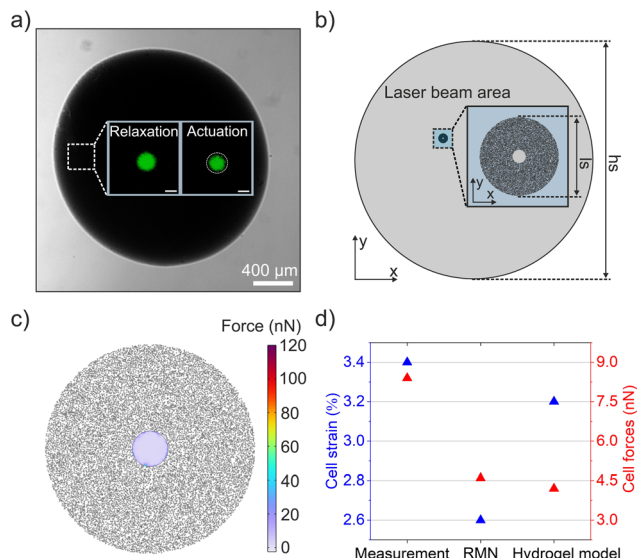 a)
Relaxation
Actuation
400 µm
b)
Laser beam area
y
x
ls
hs
y
x
c)
Force (nN)
120
100
80
60
40
20
0
d)
Cell strain (%)
3.4
3.2
3.0
2.8
2.6
9.0
7.5
6.0
4.5
3.0
Cell forces (nN)
Measurement
RMN
Hydrogel model